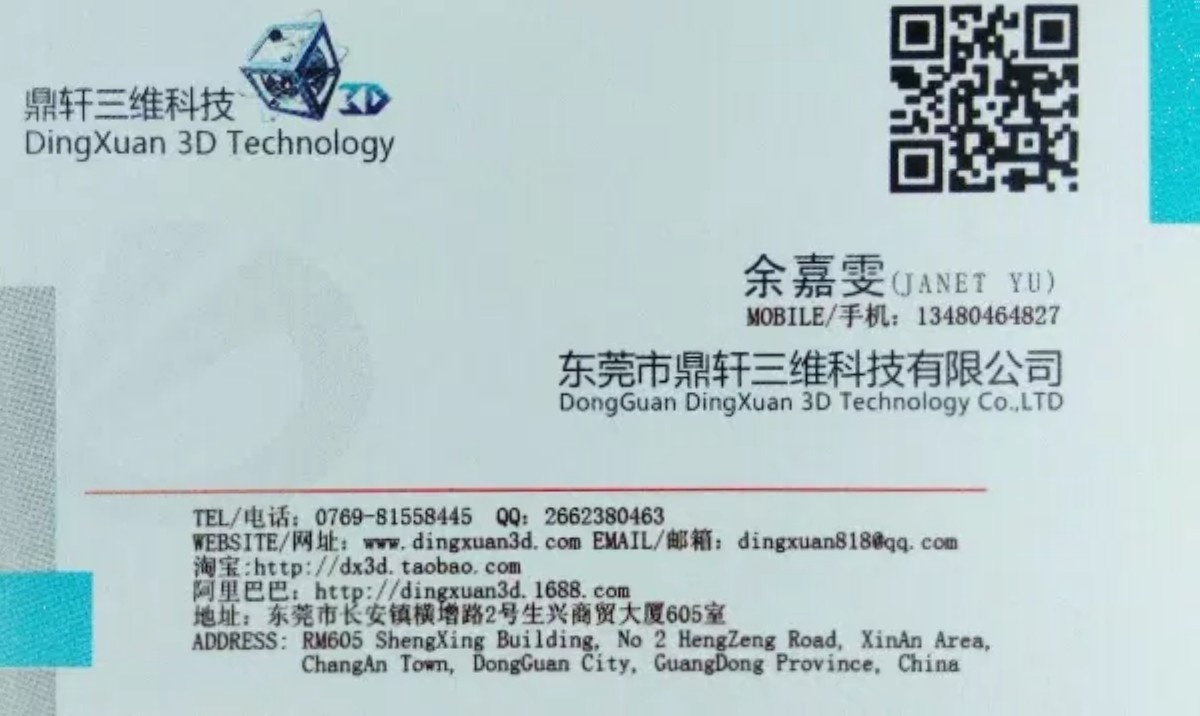 鼎轩三维科技
3D
DingXuan 3D Technology
余嘉雯(JANET YU)
MOBILE/手机：13480464827
东莞市鼎轩三维科技有限公司
DongGuan DingXuan 3D Technology Co.,LTD
TEL/电话：0769-81558445 QQ：2662380463
WEBSITE/网址：www.dingxuan3d.com EMAIL/邮箱：dingxuan818@qq.com
淘宝:http://dx3d.taobao.com
阿里巴巴：http://dingxuan3d.1688.com
地址：东莞市长安镇横增路2号生兴商贸大厦605室
ADDRESS: RM605 ShengXing Building, No 2 HengZeng Road, XinAn Area,
ChangAn Town, DongGuan City, GuangDong Province, China